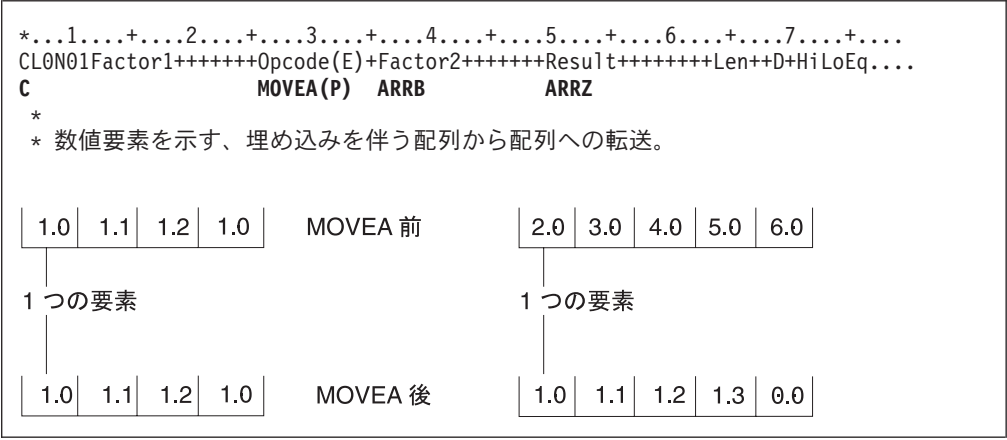 *...1....+....2....+....3....+....4....+....5....+....6....+....7....+....
CL0N01Factor1+++++++Opcode(E)+Factor2+++++++Result++++++++Len++D+HiLoEq....
C MOVEA(P) ARRB ARRZ
*
* 数値要素を示す、埋め込みを伴う配列から配列への転送。
1.0 1.1 1.2 1.0 MOVEA 前 2.0 3.0 4.0 5.0 6.0
1 つの要素 1 つの要素
1.0 1.1 1.2 1.0 MOVEA 後 1.0 1.1 1.2 1.3 0.0